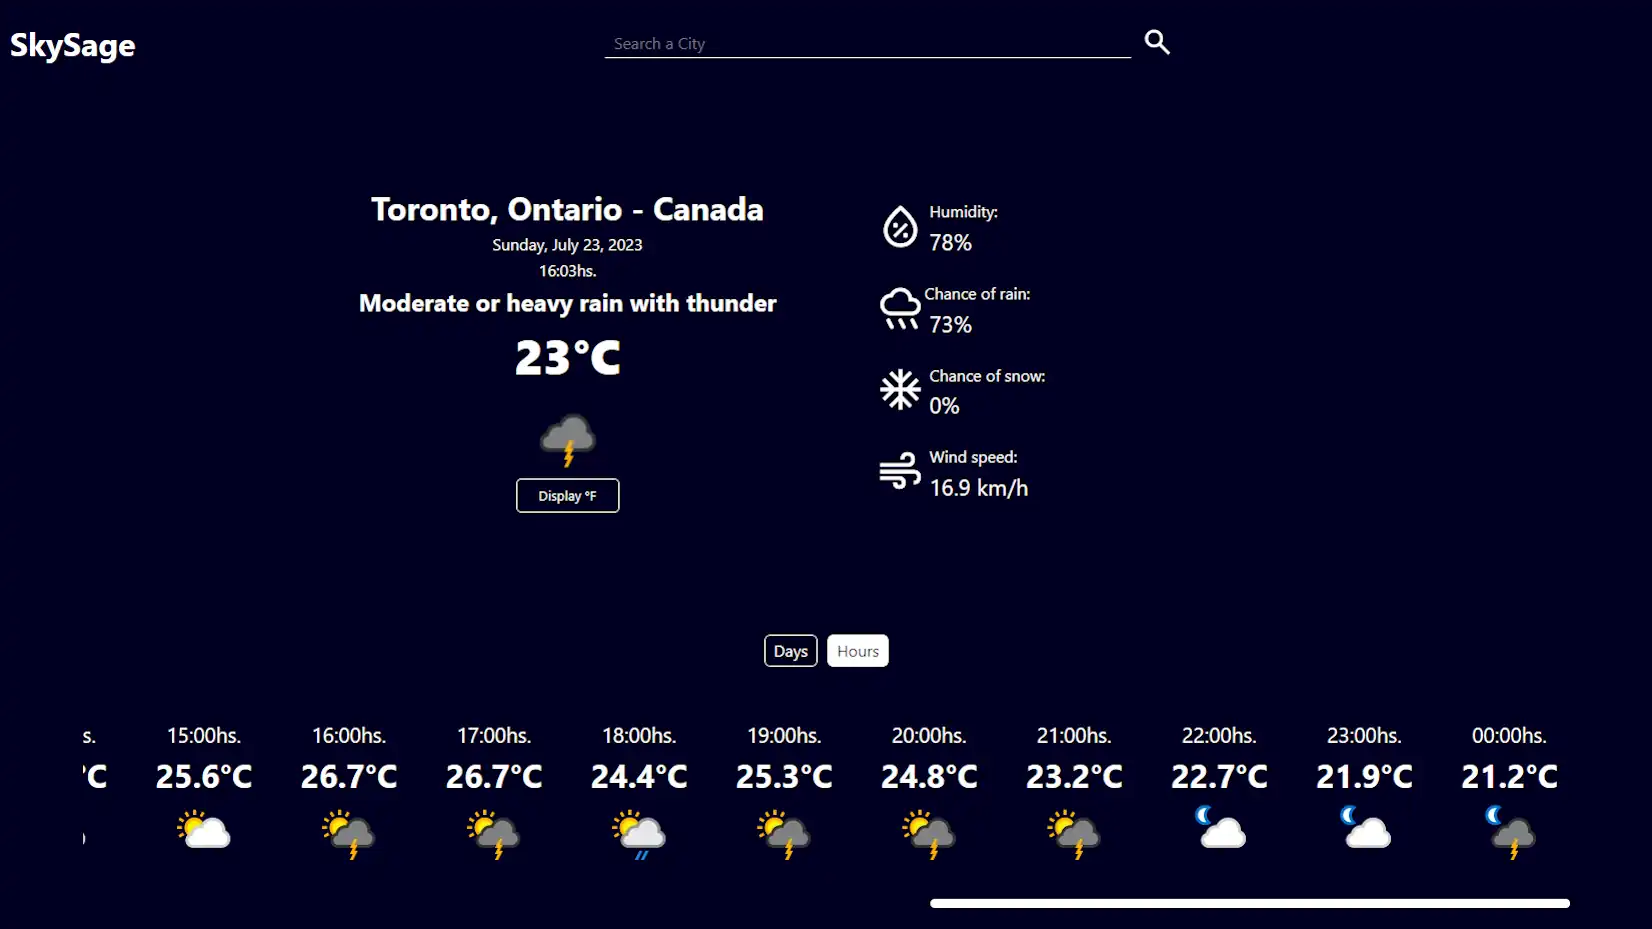 SkySage
Search a City
Toronto, Ontario - Canada
Sunday, July 23, 2023
16:03hs.
Moderate or heavy rain with thunder
23°C
Display °F
Humidity:
78%
Chance of rain:
73%
Chance of snow:
0%
Wind speed:
16.9 km/h
Days Hours
s. 15:00hs. 16:00hs. 17:00hs. 18:00hs. 19:00hs. 20:00hs. 21:00hs. 22:00hs. 23:00hs. 00:00hs.
°C 25.6°C 26.7°C 26.7°C 24.4°C 25.3°C 24.8°C 23.2°C 22.7°C 21.9°C 21.2°C